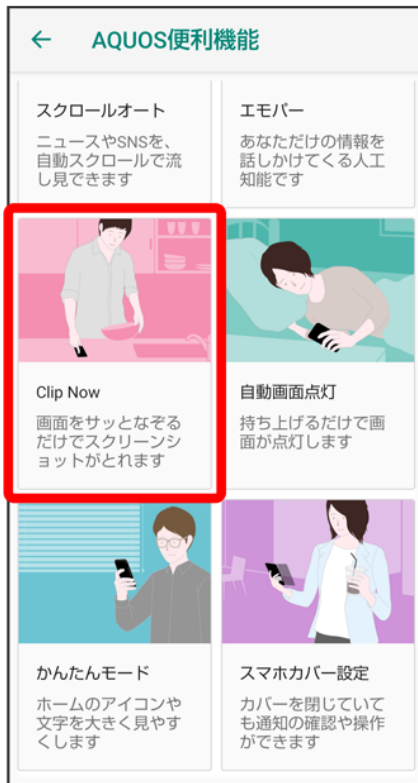 ← AQUOS便利機能
スクロールオート
ニュースやSNSを、
自動スクロールで流
し見できます
エモパー
あなただけの情報を
話しかけてくる人工
知能です
Clip Now
画面をサッとなぞる
だけでスクリーンシ
ョットがとれます
自動画面点灯
持ち上げるだけで画
面が点灯します
かんたんモード
ホームのアイコンや
文字を大きく見やす
くします
スマホカバー設定
カバーを閉じていて
も通知の確認や操作
ができます